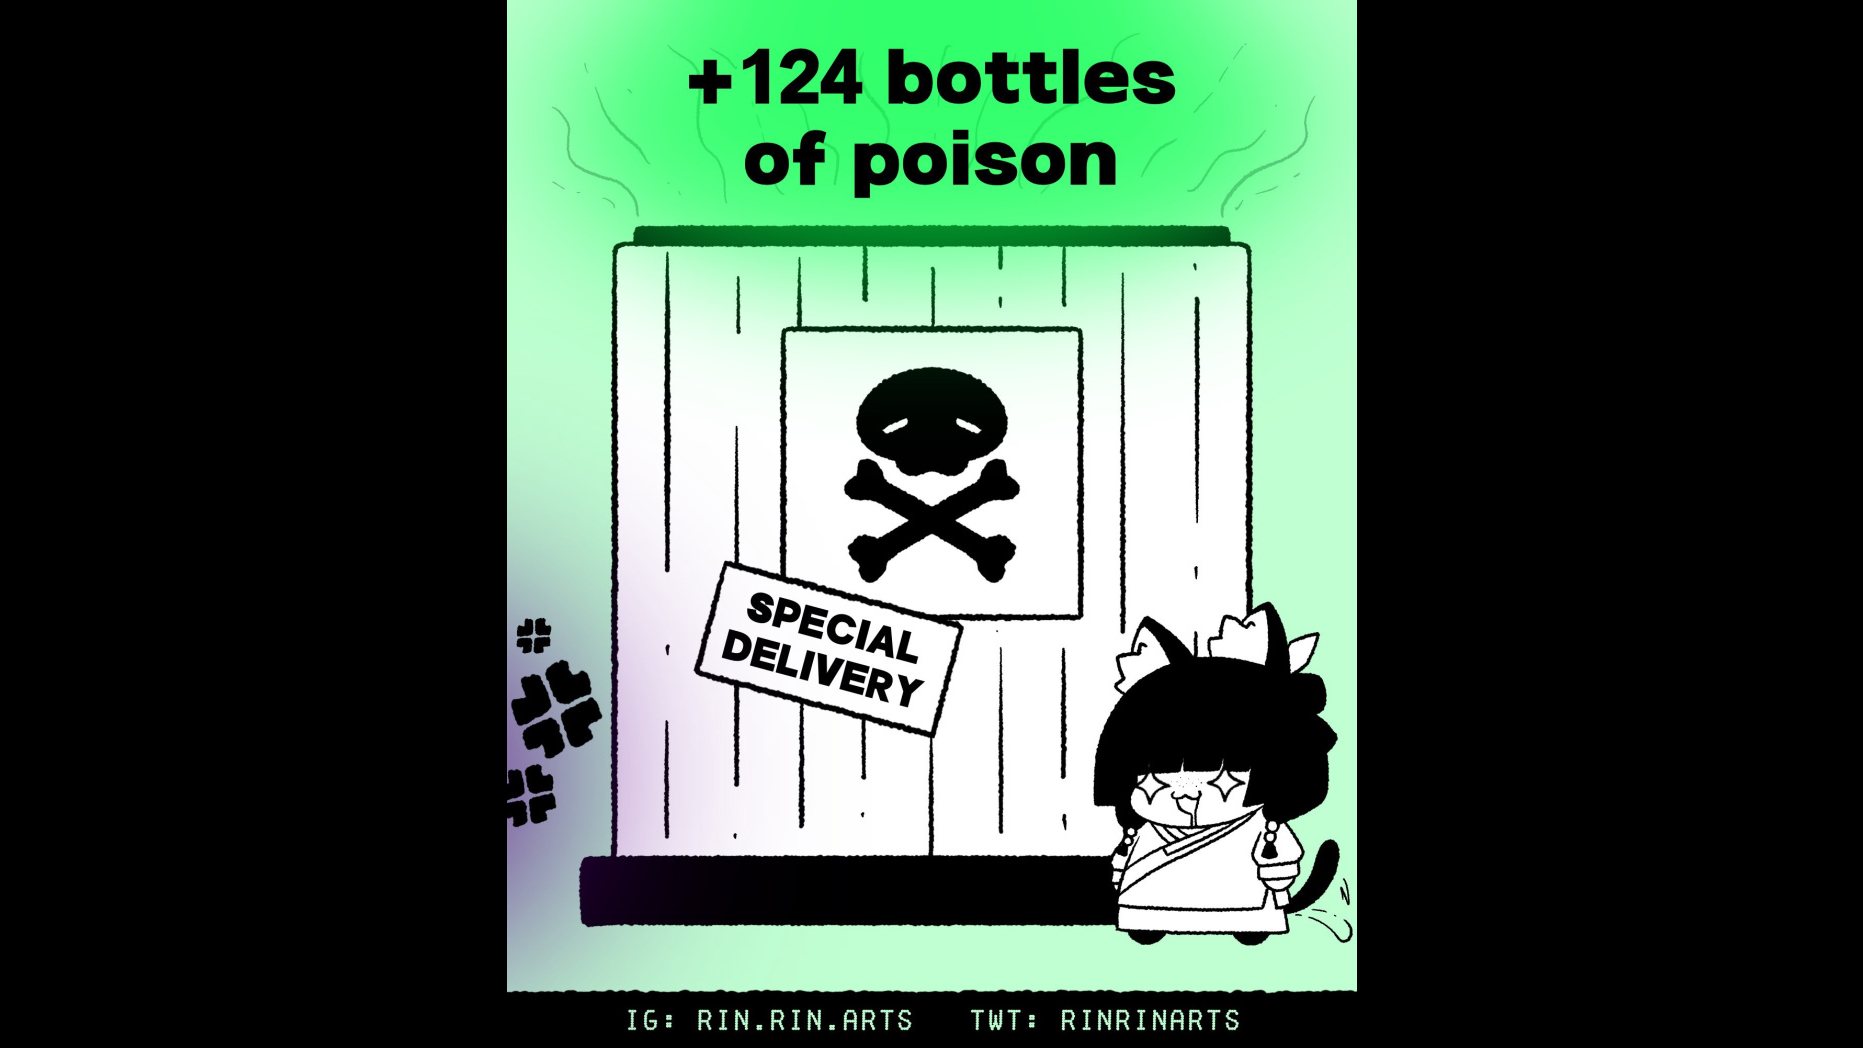 +124 bottles
of poison
SPECIAL
DELIVERY
IG: RIN.RIN.ARTS TWT: RINRINARTS